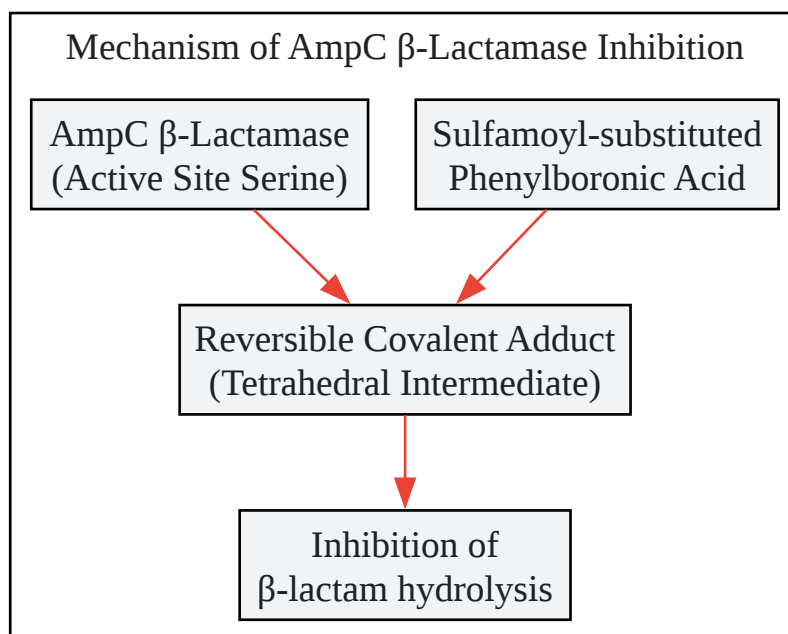 Mechanism of AmpC β-Lactamase Inhibition
AmpC β-Lactamase
(Active Site Serine)
Sulfamoyl-substituted
Phenylboronic Acid
Reversible Covalent Adduct
(Tetrahedral Intermediate)
Inhibition of
β-lactam hydrolysis